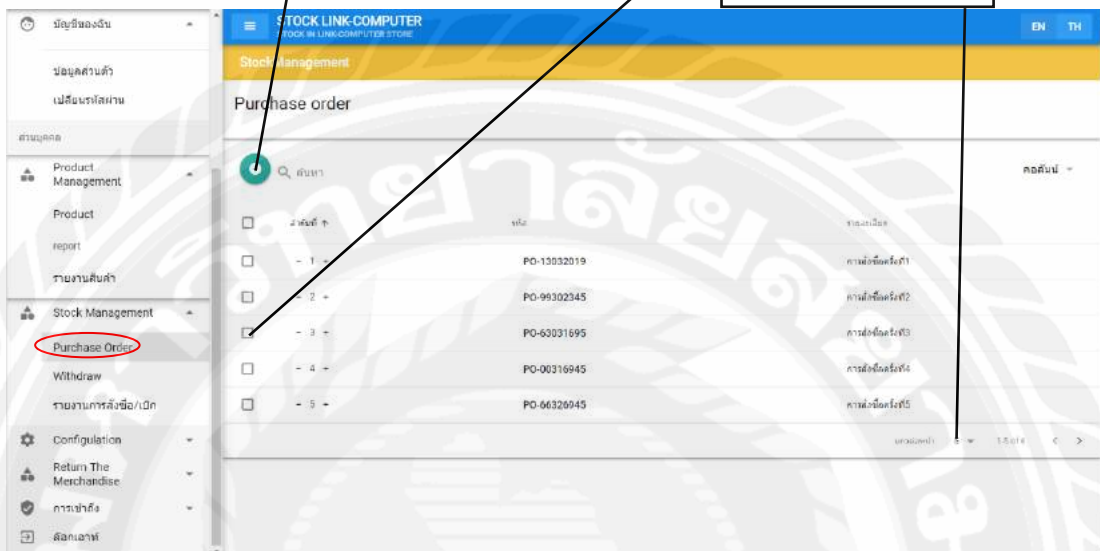 บัญชีของฉัน
ข้อมูลส่วนตัว
เปลี่ยนรหัสผ่าน
ส่วนบุคคล
Product
Management
Product
report
รายงานสินค้า
Stock Management
Purchase Order
Withdraw
รายงานการสั่งซื้อ/เบิก
Configulation
Return The
Merchandise
การเข้าถึง
ล็อกเอาท์
STOCK LINK-COMPUTER
STOCK IN LINK-COMPUTER STORE
EN TH
Stock Management
Purchase order
ค้นหา
คอลัมน์
ลำดับที่ รหัส รายละเอียด
- 1 + PO-13032019 การสั่งซื้อครั้งที่1
- 2 + PO-99302345 การสั่งซื้อครั้งที่2
- 3 + PO-63031695 การสั่งซื้อครั้งที่3
- 4 + PO-00316945 การสั่งซื้อครั้งที่4
- 5 + PO-66326945 การสั่งซื้อครั้งที่5